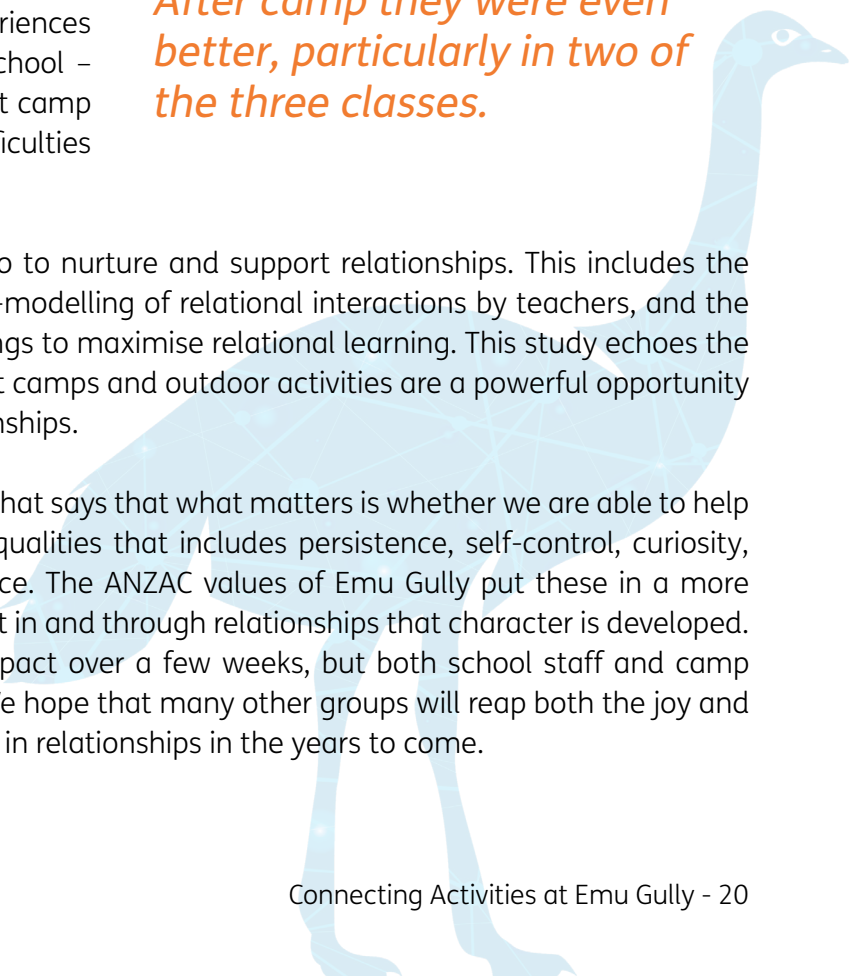 riences
chool –
t camp
ficulties
After camp they were even
better, particularly in two of
the three classes.
o to nurture and support relationships. This includes the
-modelling of relational interactions by teachers, and the
ngs to maximise relational learning. This study echoes the
t camps and outdoor activities are a powerful opportunity
nships.
hat says that what matters is whether we are able to help
qualities that includes persistence, self-control, curiosity,
ce. The ANZAC values of Emu Gully put these in a more
t in and through relationships that character is developed.
pact over a few weeks, but both school staff and camp
e hope that many other groups will reap both the joy and
in relationships in the years to come.
Connecting Activities at Emu Gully - 20